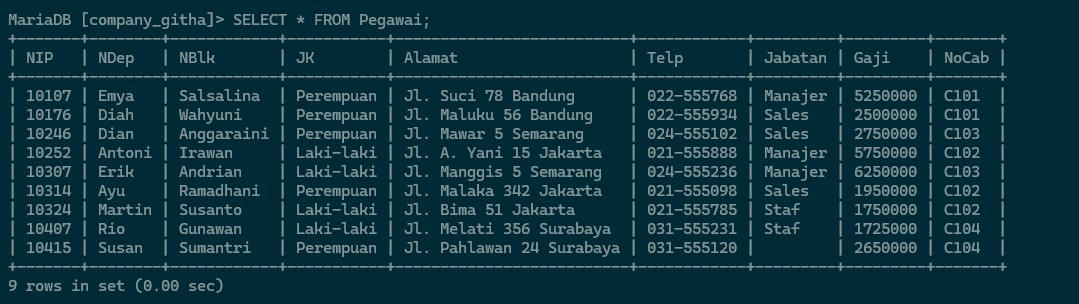 MariaDB [company_githa]> SELECT * FROM Pegawai;
+-------+--------+------------+-----------+--------------------------+------------+---------+---------+-------+
| NIP   | NDep   | NBlk       | JK        | Alamat                   | Telp       | Jabatan | Gaji    | NoCab |
+-------+--------+------------+-----------+--------------------------+------------+---------+---------+-------+
| 10107 | Emya   | Salsalina  | Perempuan | Jl. Suci 78 Bandung      | 022-555768 | Manajer | 5250000 | C101  |
| 10176 | Diah   | Wahyuni    | Perempuan | Jl. Maluku 56 Bandung    | 022-555934 | Sales   | 2500000 | C101  |
| 10246 | Dian   | Anggaraini | Perempuan | Jl. Mawar 5 Semarang     | 024-555102 | Sales   | 2750000 | C103  |
| 10252 | Antoni | Irawan     | Laki-laki | Jl. A. Yani 15 Jakarta   | 021-555888 | Manajer | 5750000 | C102  |
| 10307 | Erik   | Andrian    | Laki-laki | Jl. Manggis 5 Semarang   | 024-555236 | Manajer | 6250000 | C103  |
| 10314 | Ayu    | Ramadhani  | Perempuan | Jl. Malaka 342 Jakarta   | 021-555098 | Sales   | 1950000 | C102  |
| 10324 | Martin | Susanto    | Laki-laki | Jl. Bima 51 Jakarta      | 021-555785 | Staf    | 1750000 | C102  |
| 10407 | Rio    | Gunawan    | Laki-laki | Jl. Melati 356 Surabaya  | 031-555231 | Staf    | 1725000 | C104  |
| 10415 | Susan  | Sumantri   | Perempuan | Jl. Pahlawan 24 Surabaya | 031-555120 |         | 2650000 | C104  |
+-------+--------+------------+-----------+--------------------------+------------+---------+---------+-------+
9 rows in set (0.00 sec)